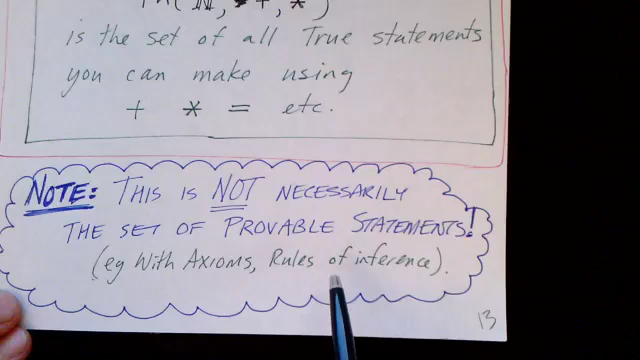 Th(ℕ, +, *)
is the set of all True statements
you can make using
+ * = etc.
NOTE: THIS IS NOT NECESSARILY
THE SET OF PROVABLE STATEMENTS!
(eg With Axioms, Rules of inference).
13